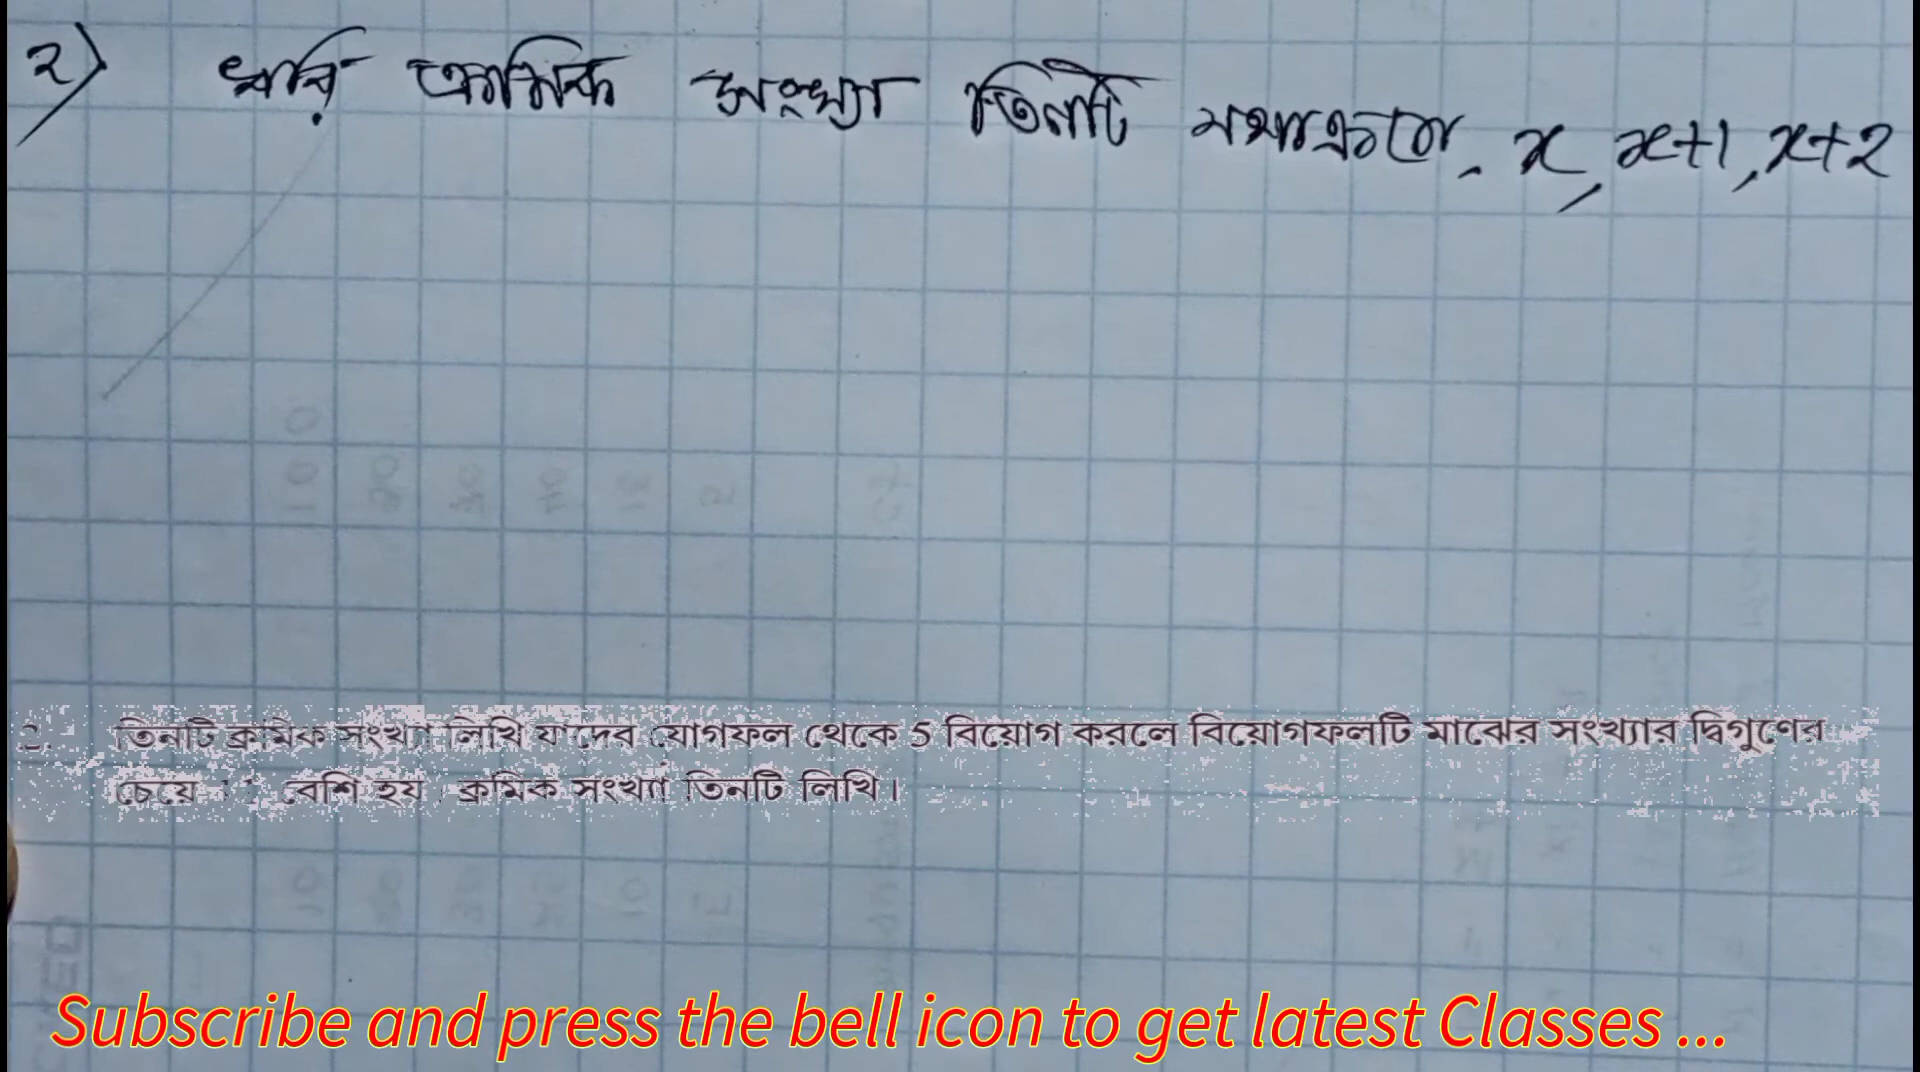 ২) ধরি ক্রমিক সংখ্যা তিনটি যথাক্রমে x, x+1, x+2
2. তিনটি ক্রমিক সংখ্যা লিখি যাদের যোগফল থেকে 5 বিয়োগ করলে বিয়োগফলটি মাঝের সংখ্যার দ্বিগুণের
চেয়ে বেশি হয় ক্রমিক সংখ্যা তিনটি লিখি।
Subscribe and press the bell icon to get latest Classes ...